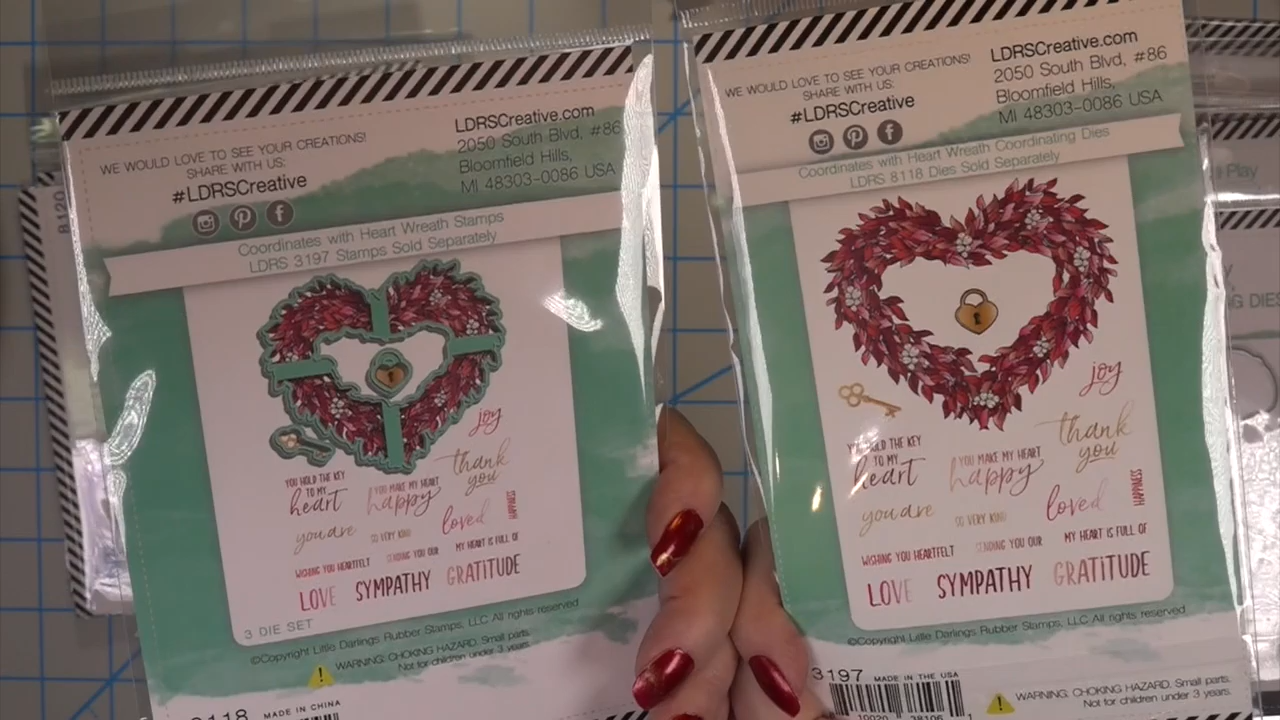 WE WOULD LOVE TO SEE YOUR CREATIONS!
SHARE WITH US:
#LDRSCreative
LDRSCreative.com
2050 South Blvd, #86
Bloomfield Hills,
MI 48303-0086 USA
Coordinates with Heart Wreath Stamps
LDRS 3197 Stamps Sold Separately
joy
thank
you
YOU HOLD THE KEY
TO MY
heart
YOU MAKE MY HEART
happy
HAPPINESS
you are
SO VERY KIND
loved
WISHING YOU HEARTFELT
SENDING YOU OUR
MY HEART IS FULL OF
LOVE
SYMPATHY
GRATITUDE
3 DIE SET
©Copyright Little Darlings Rubber Stamps, LLC All rights reserved
WARNING: CHOKING HAZARD. Small parts.
Not for children under 3 years.
8118 MADE IN CHINA
WE WOULD LOVE TO SEE YOUR CREATIONS!
SHARE WITH US:
#LDRSCreative
LDRSCreative.com
2050 South Blvd, #86
Bloomfield Hills,
MI 48303-0086 USA
Coordinates with Heart Wreath Coordinating Dies
LDRS 8118 Dies Sold Separately
joy
thank
you
YOU HOLD THE KEY
TO MY
heart
YOU MAKE MY HEART
happy
HAPPINESS
you are
SO VERY KIND
loved
WISHING YOU HEARTFELT
SENDING YOU OUR
MY HEART IS FULL OF
LOVE
SYMPATHY
GRATITUDE
©Copyright Little Darlings Rubber Stamps, LLC All rights reserved
3197 MADE IN THE USA
WARNING: CHOKING HAZARD. Small parts.
Not for children under 3 years.
Play